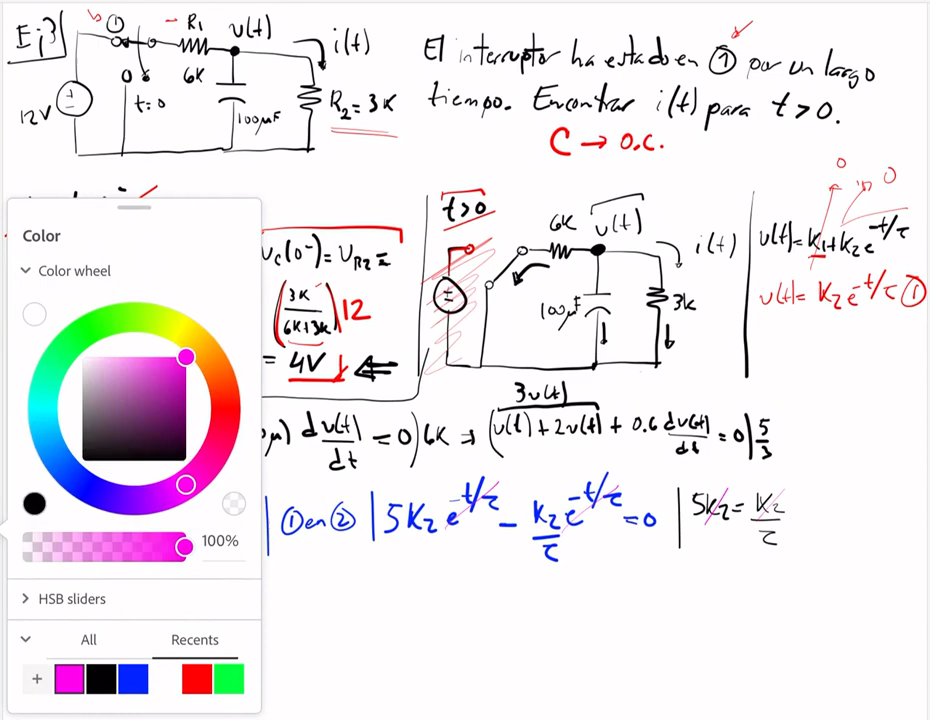 Ej3
①
R₁
v(t)
i(t)
6K
0
t=0
12V
100μF
R₂ = 3K
El interruptor ha estado en ① por un largo
tiempo. Encontrar i(t) para t > 0.
C → O.C.
Color
Color wheel
100%
HSB sliders
All
Recents
+
Vc(0⁻) = VR2 =
(3K / 6K+3K) 12
= 4V
t>0
6K
v(t)
i(t)
100μF
3K
0
0
v(t) = K₁ + K₂ e^-t/τ
v(t) = K₂ e^-t/τ ①
3v(t)
μ) dv(t)/dt = 0) 6K ⇒ (v(t) + 2v(t) + 0.6 dv(t)/dt = 0) 5/3
| ① en ② | 5K₂ e^-t/τ − K₂/τ e^-t/τ = 0 | 5K₂ = K₂/τ